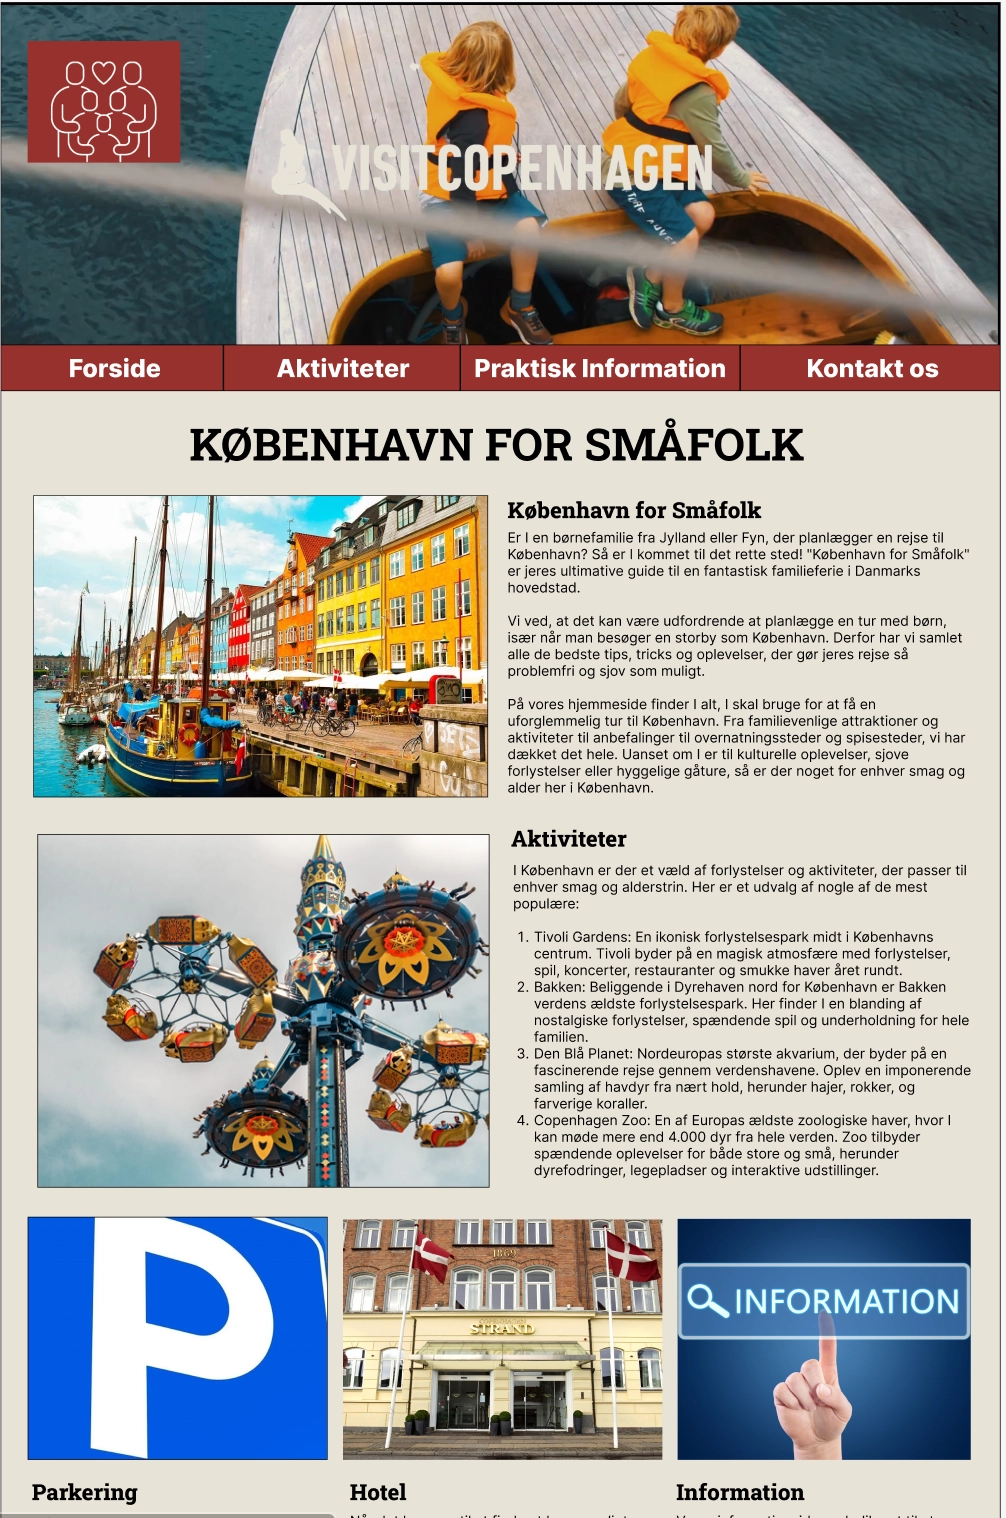 VISITCOPENHAGEN
Forside
Aktiviteter
Praktisk Information
Kontakt os
KØBENHAVN FOR SMÅFOLK
København for Småfolk
Er I en børnefamilie fra Jylland eller Fyn, der planlægger en rejse til
København? Så er I kommet til det rette sted! "København for Småfolk"
er jeres ultimative guide til en fantastisk familieferie i Danmarks
hovedstad.
Vi ved, at det kan være udfordrende at planlægge en tur med børn,
især når man besøger en storby som København. Derfor har vi samlet
alle de bedste tips, tricks og oplevelser, der gør jeres rejse så
problemfri og sjov som muligt.
På vores hjemmeside finder I alt, I skal bruge for at få en
uforglemmelig tur til København. Fra familievenlige attraktioner og
aktiviteter til anbefalinger til overnatningssteder og spisesteder, vi har
dækket det hele. Uanset om I er til kulturelle oplevelser, sjove
forlystelser eller hyggelige gåture, så er der noget for enhver smag og
alder her i København.
Aktiviteter
I København er der et væld af forlystelser og aktiviteter, der passer til
enhver smag og alderstrin. Her er et udvalg af nogle af de mest
populære:
1. Tivoli Gardens: En ikonisk forlystelsespark midt i Københavns
centrum. Tivoli byder på en magisk atmosfære med forlystelser,
spil, koncerter, restauranter og smukke haver året rundt.
2. Bakken: Beliggende i Dyrehaven nord for København er Bakken
verdens ældste forlystelsespark. Her finder I en blanding af
nostalgiske forlystelser, spændende spil og underholdning for hele
familien.
3. Den Blå Planet: Nordeuropas største akvarium, der byder på en
fascinerende rejse gennem verdenshavene. Oplev en imponerende
samling af havdyr fra nært hold, herunder hajer, rokker, og
farverige koraller.
4. Copenhagen Zoo: En af Europas ældste zoologiske haver, hvor I
kan møde mere end 4.000 dyr fra hele verden. Zoo tilbyder
spændende oplevelser for både store og små, herunder
dyrefodringer, legepladser og interaktive udstillinger.
P
1869
COPENHAGEN
STRAND
INFORMATION
Parkering
Hotel
Information